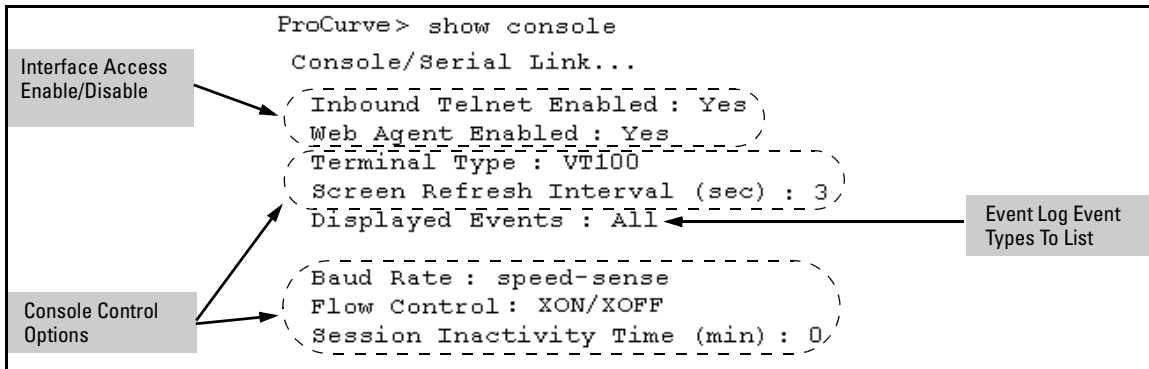 ProCurve> show console
Console/Serial Link...
Interface Access
Enable/Disable
Inbound Telnet Enabled : Yes
Web Agent Enabled : Yes
Terminal Type : VT100
Screen Refresh Interval (sec) : 3
Displayed Events : All
Event Log Event
Types To List
Baud Rate : speed-sense
Flow Control : XON/XOFF
Session Inactivity Time (min) : 0
Console Control
Options